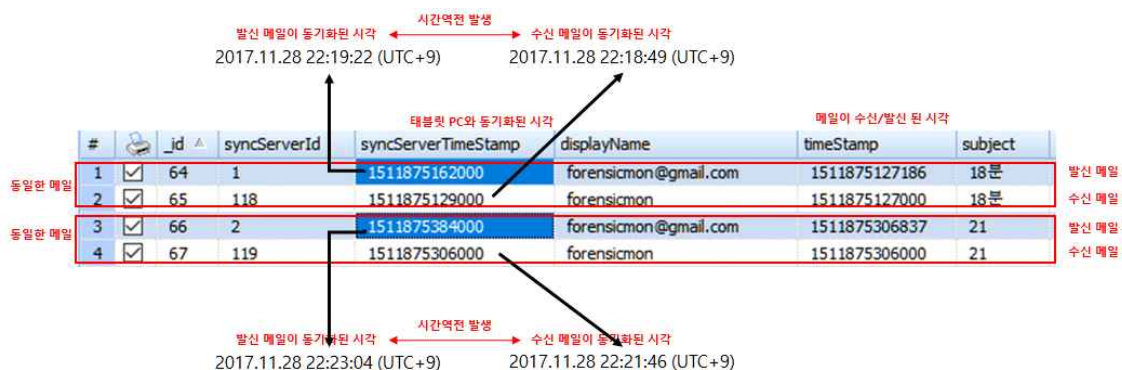 시간역전 발생
발신 메일이 동기화된 시각 수신 메일이 동기화된 시각
2017.11.28 22:19:22 (UTC+9) 2017.11.28 22:18:49 (UTC+9)
태블릿 PC와 동기화된 시각 메일이 수신/발신 된 시각
# _id syncServerId syncServerTimeStamp displayName timeStamp subject
동일한 메일
1 64 1 1511875162000 forensicmon@gmail.com 1511875127186 18분 발신 메일
2 65 118 1511875129000 forensicmon 1511875127000 18분 수신 메일
동일한 메일
3 66 2 1511875384000 forensicmon@gmail.com 1511875306837 21 발신 메일
4 67 119 1511875306000 forensicmon 1511875306000 21 수신 메일
시간역전 발생
발신 메일이 동기화된 시각 수신 메일이 동기화된 시각
2017.11.28 22:23:04 (UTC+9) 2017.11.28 22:21:46 (UTC+9)